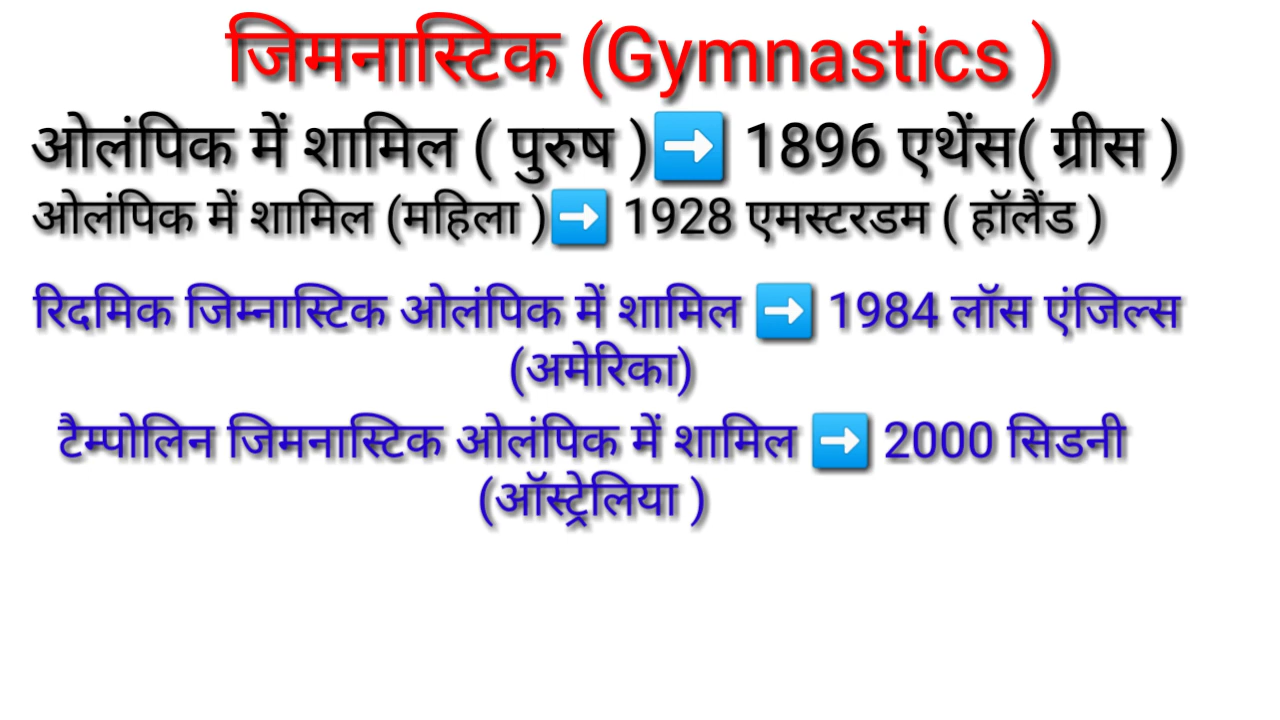 जिमनास्टिक (Gymnastics )
ओलंपिक में शामिल ( पुरुष )➡️ 1896 एथेंस( ग्रीस )
ओलंपिक में शामिल (महिला )➡️ 1928 एमस्टरडम ( हॉलैंड )
रिदमिक जिम्नास्टिक ओलंपिक में शामिल ➡️ 1984 लॉस एंजिल्स
(अमेरिका)
टैम्पोलिन जिमनास्टिक ओलंपिक में शामिल ➡️ 2000 सिडनी
(ऑस्ट्रेलिया )